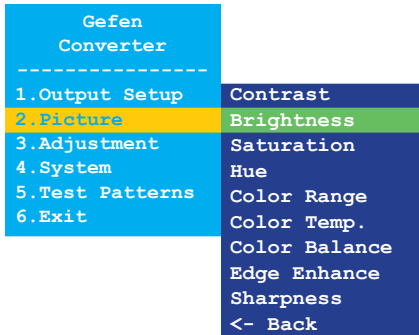 Gefen
Converter
----------------
1.Output Setup
2.Picture
3.Adjustment
4.System
5.Test Patterns
6.Exit
Contrast
Brightness
Saturation
Hue
Color Range
Color Temp.
Color Balance
Edge Enhance
Sharpness
<- Back